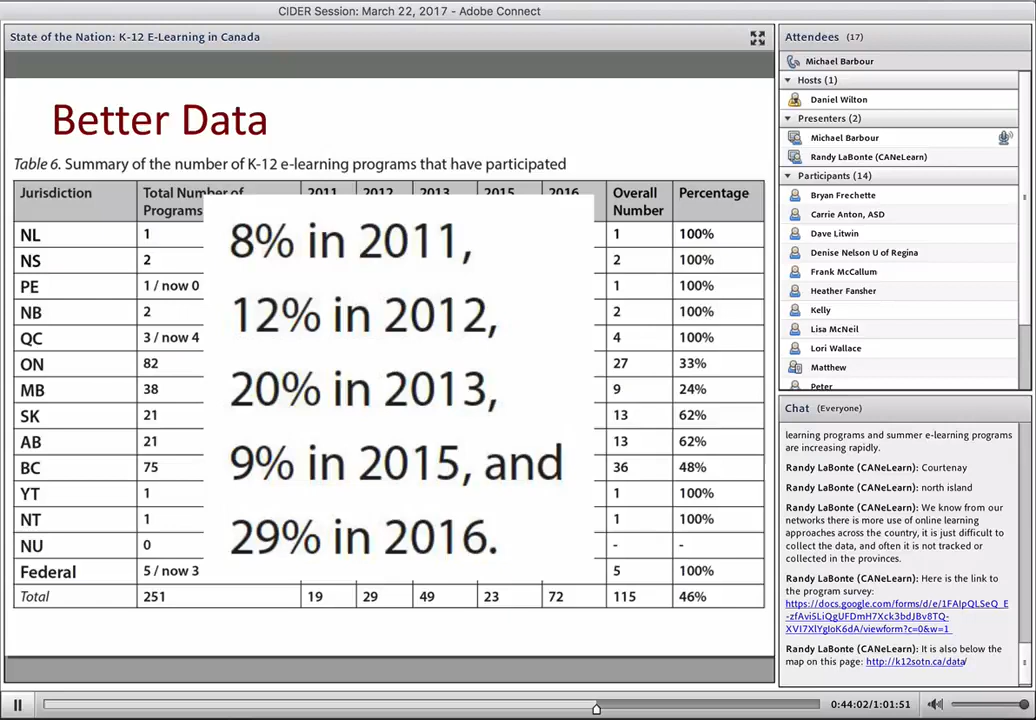 CIDER Session: March 22, 2017 - Adobe Connect
State of the Nation: K-12 E-Learning in Canada
Better Data
Table 6. Summary of the number of K-12 e-learning programs that have participated
Jurisdiction Total Number of Programs 2011 2012 2013 2015 2016 Overall Number Percentage
NL 1 1 100%
NS 2 2 100%
PE 1 / now 0 1 100%
NB 2 2 100%
QC 3 / now 4 4 100%
ON 82 27 33%
MB 38 9 24%
SK 21 13 62%
AB 21 13 62%
BC 75 36 48%
YT 1 1 100%
NT 1 1 100%
NU 0 - -
Federal 5 / now 3 5 100%
Total 251 19 29 49 23 72 115 46%
8% in 2011,
12% in 2012,
20% in 2013,
9% in 2015, and
29% in 2016.
Attendees (17)
Michael Barbour
Hosts (1)
Daniel Wilton
Presenters (2)
Michael Barbour
Randy LaBonte (CANeLearn)
Participants (14)
Bryan Frechette
Carrie Anton, ASD
Dave Litwin
Denise Nelson U of Regina
Frank McCallum
Heather Fansher
Kelly
Lisa McNeil
Lori Wallace
Matthew
Peter
Chat (Everyone)
learning programs and summer e-learning programs
are increasing rapidly.
Randy LaBonte (CANeLearn): Courtenay
Randy LaBonte (CANeLearn): north island
Randy LaBonte (CANeLearn): We know from our
networks there is more use of online learning
approaches across the country, it is just difficult to
collect the data, and often it is not tracked or
collected in the provinces.
Randy LaBonte (CANeLearn): Here is the link to
the program survey:
https://docs.google.com/forms/d/e/1FAIpQLSeQ_E
-zfAvi5LiQgUFDmH7Xck3bdJBv8TQ-
XVI7XlYgIoK6dA/viewform?c=0&w=1
Randy LaBonte (CANeLearn): It is also below the
map on this page: http://k12sotn.ca/data/
0:44:02/1:01:51